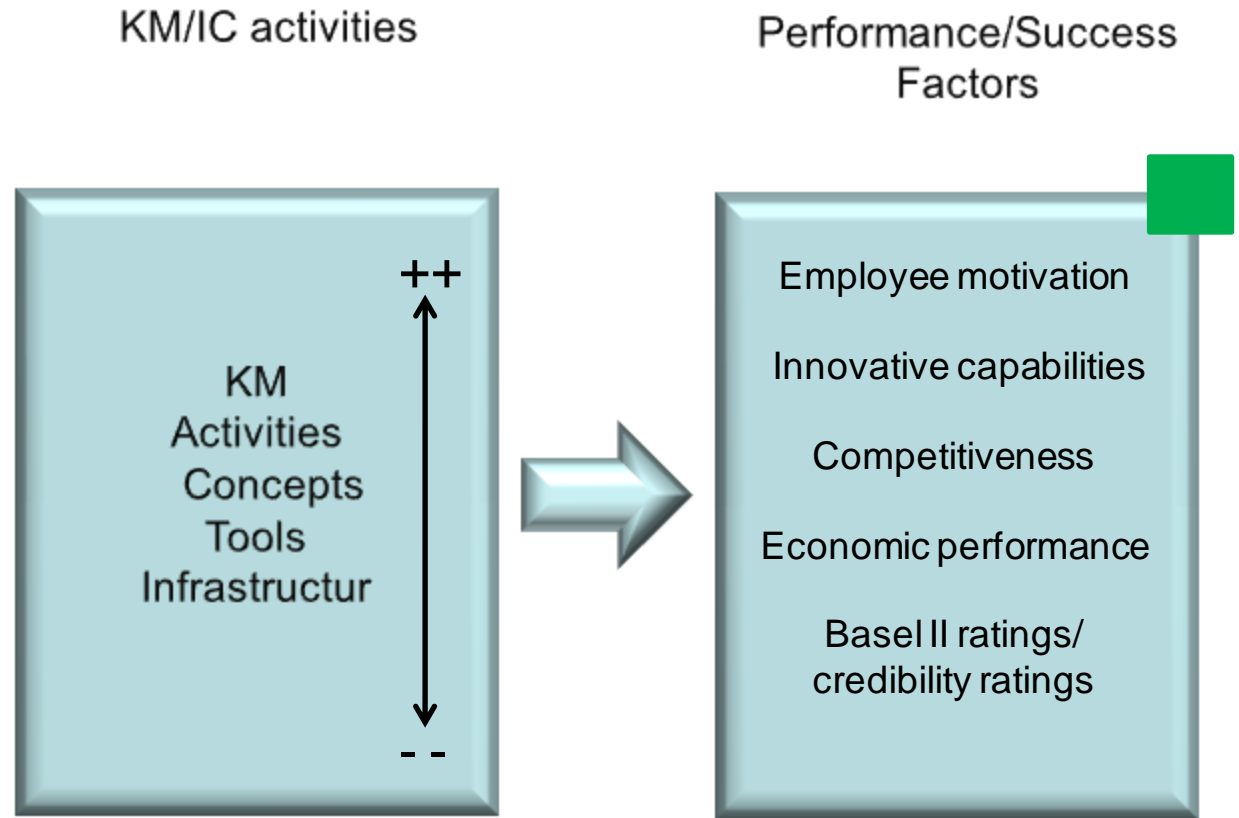 KM/IC activities
Performance/Success
Factors
++
KM
Activities
Concepts
Tools
Infrastructur
- -
Employee motivation
Innovative capabilities
Competitiveness
Economic performance
Basel II ratings/
credibility ratings